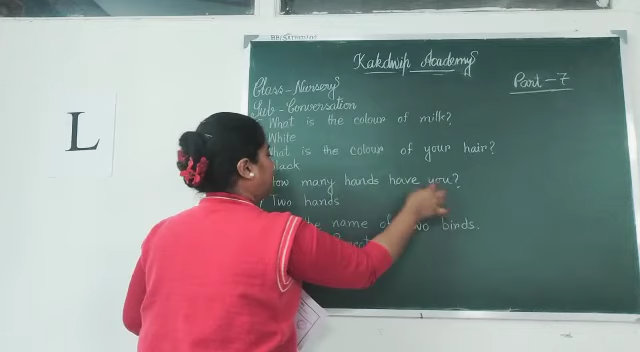 Kakdwip Academy
Part-7
Class-Nursery
Sub-Conversation
What is the colour of milk?
White
What is the colour of your hair?
Black
How many hands have you?
Two hands
the name of two birds.
L